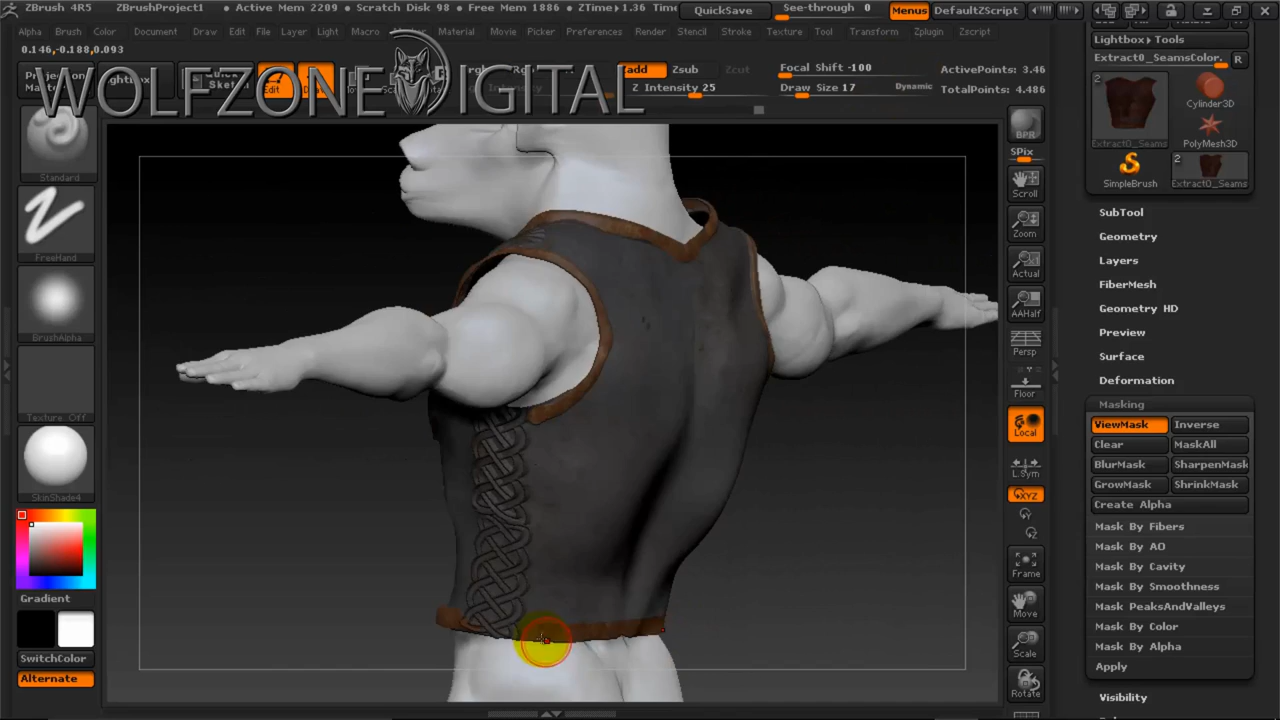 ZBrush 4R5 ZBrushProject1 • Active Mem 2209 • Scratch Disk 98 • Free Mem 1886 • ZTime▸1.36 QuickSave See-through 0 Menus DefaultZScript
Alpha Brush Color Document Draw Edit File Layer Light Macro Material Movie Picker Preferences Render Stencil Stroke Texture Tool Transform Zplugin Zscript
0.146,-0.188,0.093
WOLFZONE DIGITAL
Edit
Zadd Zsub Zcut
Z Intensity 25
Focal Shift -100
Draw Size 17 Dynamic
ActivePoints: 3.46
TotalPoints: 4.486
Standard
FreeHand
BrushAlpha
Texture Off
SkinShade4
Gradient
SwitchColor
Alternate
BPR
SPix
Scroll
Zoom
Actual
AAHalf
Persp
Floor
Local
L.Sym
XYZ
Y
Z
Frame
Move
Scale
Rotate
Lightbox▸Tools
Extract0_SeamsColor. R
2
Extract0_Seams
Cylinder3D
PolyMesh3D
SimpleBrush
2
Extract0_Seams
SubTool
Geometry
Layers
FiberMesh
Geometry HD
Preview
Surface
Deformation
Masking
ViewMask Inverse
Clear MaskAll
BlurMask SharpenMask
GrowMask ShrinkMask
Create Alpha
Mask By Fibers
Mask By AO
Mask By Cavity
Mask By Smoothness
Mask PeaksAndValleys
Mask By Color
Mask By Alpha
Apply
Visibility